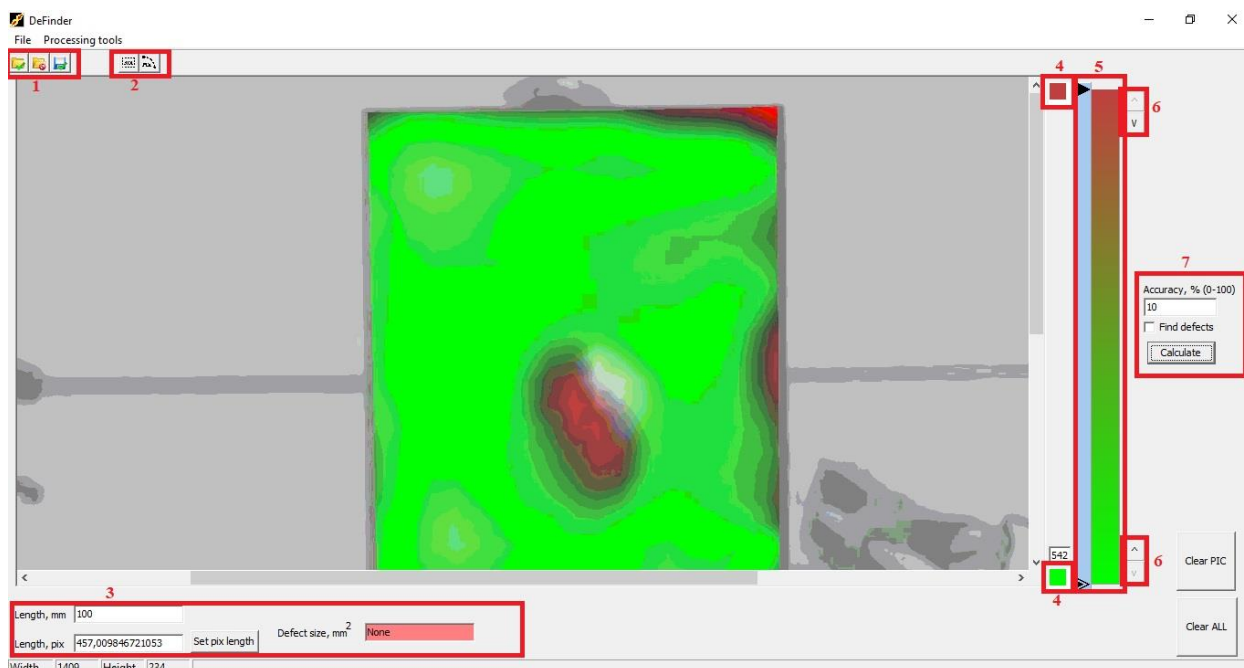 DeFinder
File Processing tools
1
2
4
5
6
7
Accuracy, % (0-100)
10
Find defects
Calculate
542
6
4
Clear PIC
3
Length, mm 100
Length, pix 457,009846721053 Set pix length Defect size, mm2 None
Clear ALL
Width 1409 Height 234